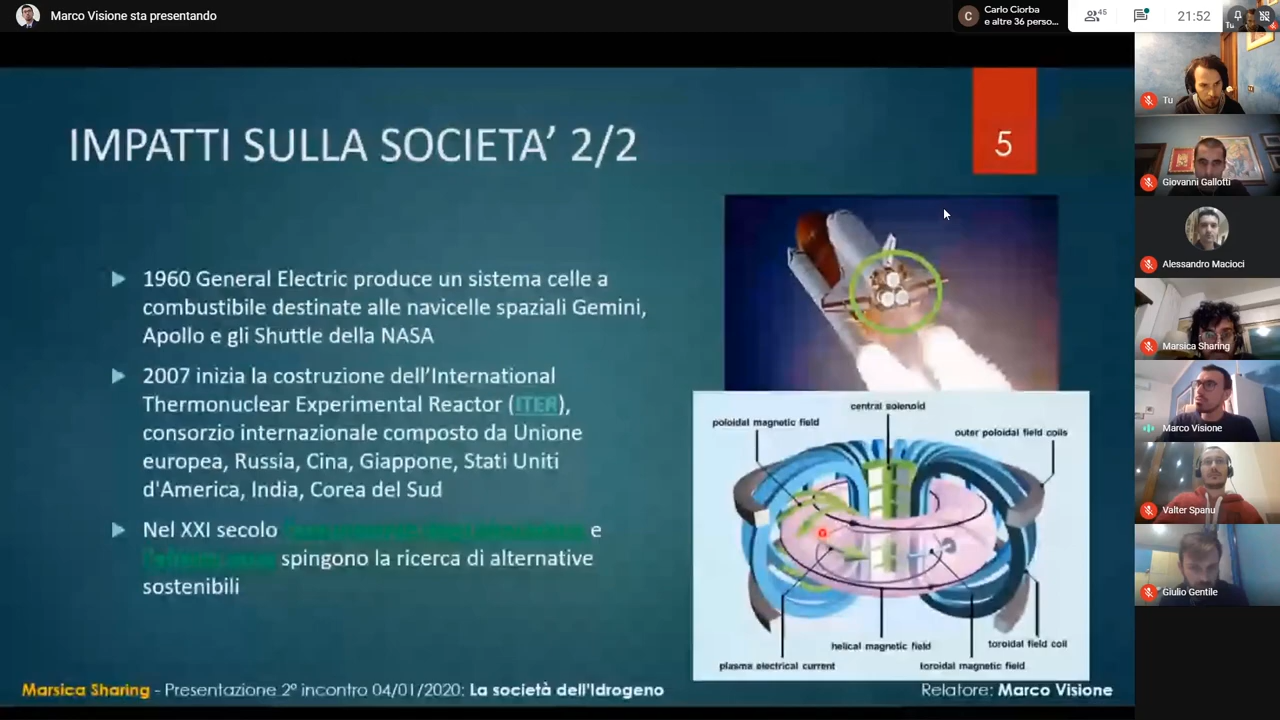 Marco Visione sta presentando
Carlo Ciorba
e altre 36 perso...
45
21:52
Tu
IMPATTI SULLA SOCIETA' 2/2
5
1960 General Electric produce un sistema celle a
combustibile destinate alle navicelle spaziali Gemini,
Apollo e gli Shuttle della NASA
2007 inizia la costruzione dell'International
Thermonuclear Experimental Reactor (ITER),
consorzio internazionale composto da Unione
europea, Russia, Cina, Giappone, Stati Uniti
d'America, India, Corea del Sud
Nel XXI secolo e
spingono la ricerca di alternative
sostenibili
central solenoid
poloidal magnetic field
outer poloidal field coils
helical magnetic field
toroidal field coil
plasma electrical current
toroidal magnetic field
Marsica Sharing - Presentazione 2° incontro 04/01/2020: La società dell'Idrogeno
Relatore: Marco Visione
Tu
Giovanni Gallotti
Alessandro Macioci
Marsica Sharing
Marco Visione
Valter Spanu
Giulio Gentile